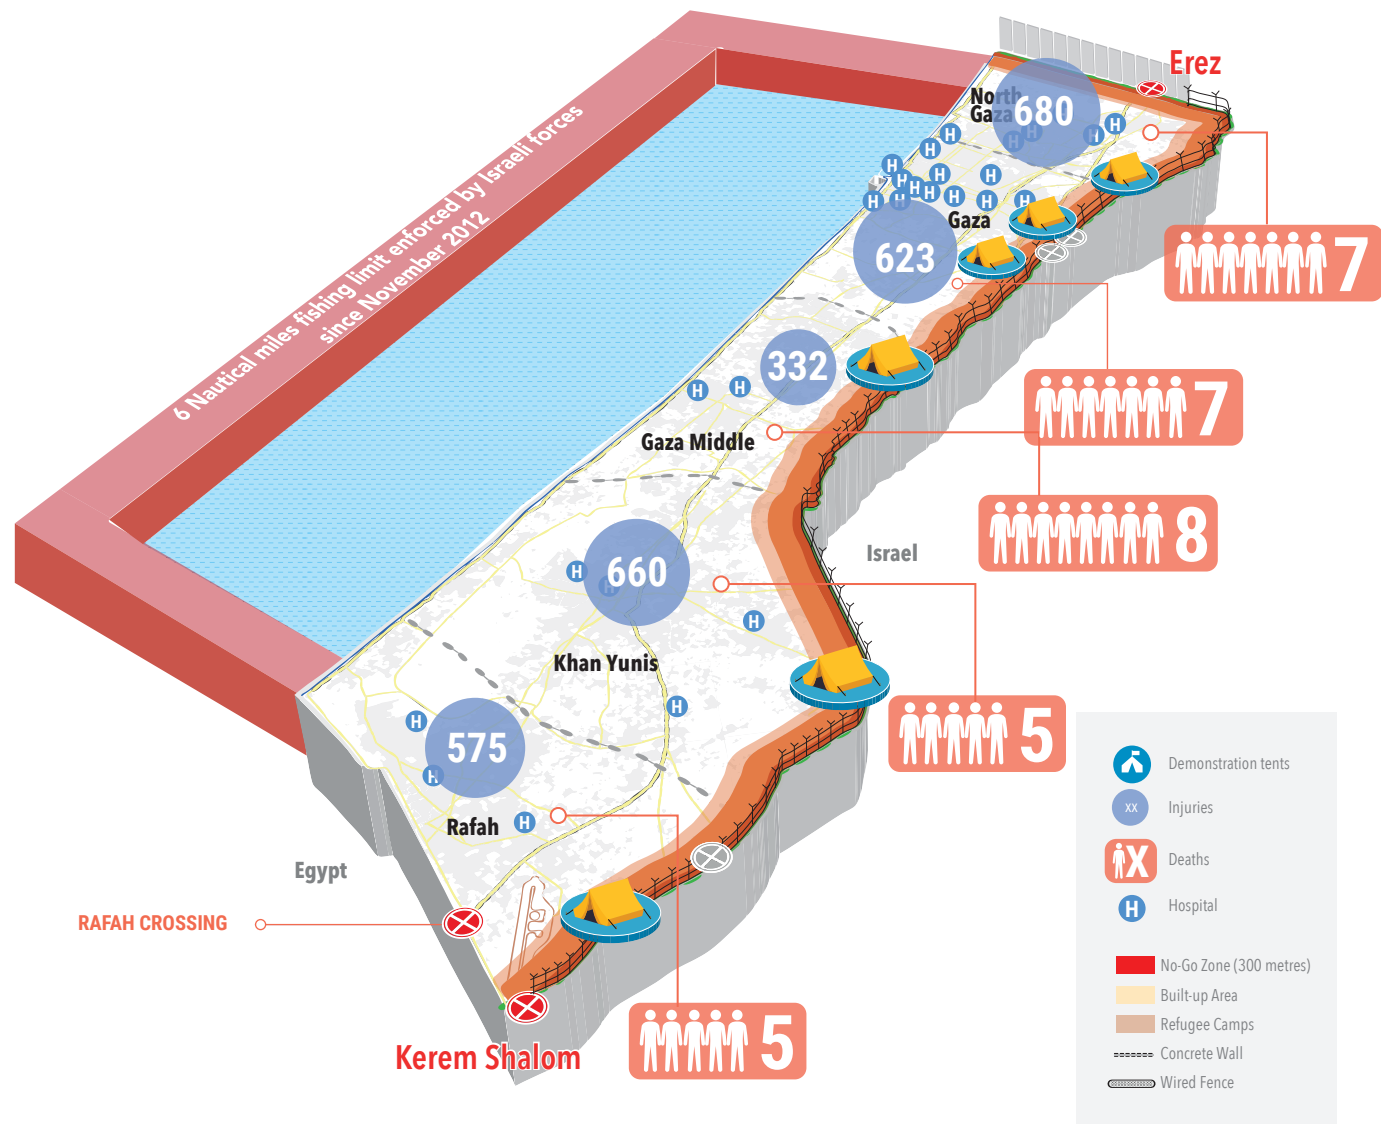 6 Nautical miles fishing limit enforced by Israeli forces
since November 2012
Erez
North
Gaza
680
H
H
H
H
H
H
7
H
H
H
H
H
H
H
H
H
H
H
H
Gaza
623
7
332
H
H
Gaza Middle
8
Israel
660
H
H
H
Khan Yunis
5
H
H
575
H
Rafah
H
Egypt
RAFAH CROSSING
5
Kerem Shalom
Demonstration tents
XX
Injuries
X
Deaths
H
Hospital
No-Go Zone (300 metres)
Built-up Area
Refugee Camps
Concrete Wall
Wired Fence